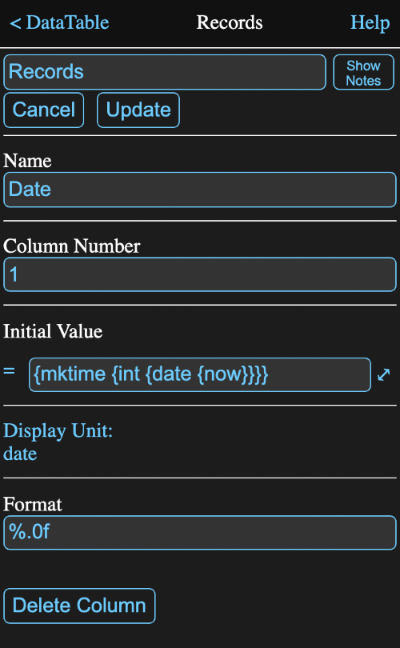 < DataTable Records Help
Records
Show
Notes
Cancel Update
Name
Date
Column Number
1
Initial Value
= {mktime {int {date {now}}}}
Display Unit:
date
Format
%.0f
Delete Column